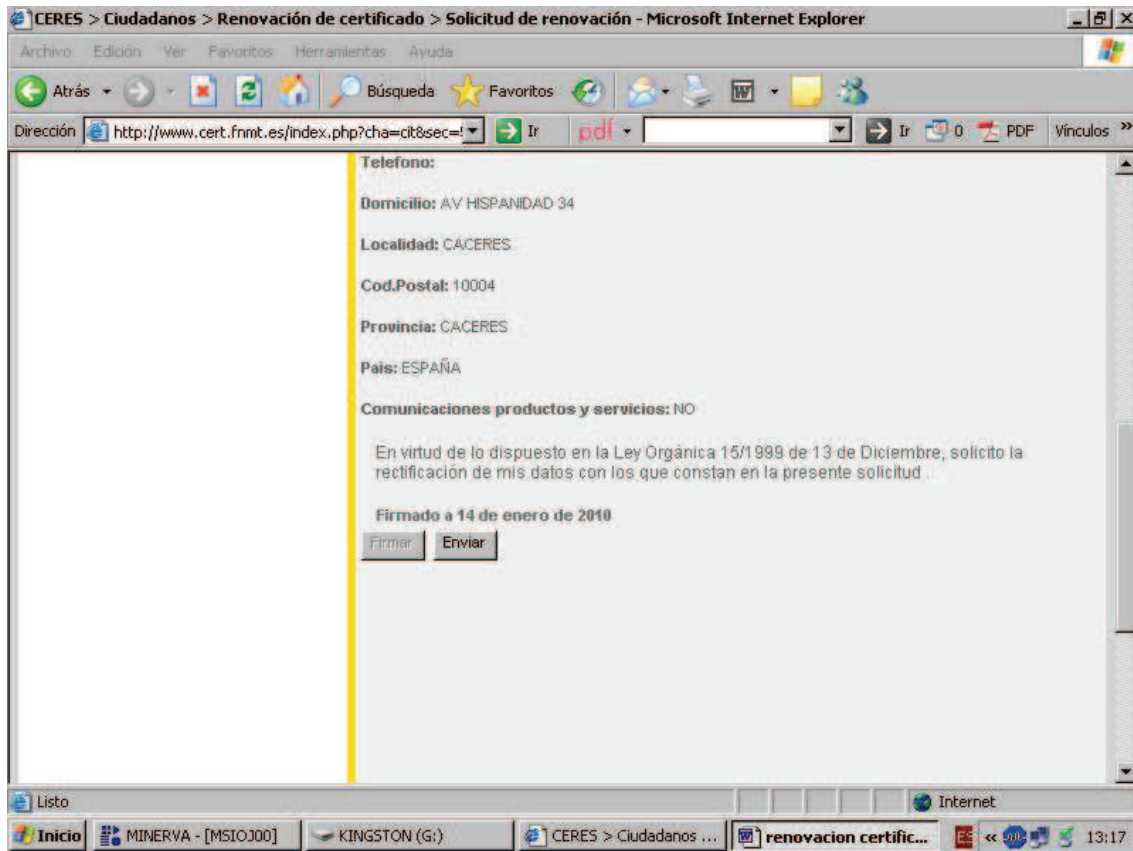 CERES > Ciudadanos > Renovación de certificado > Solicitud de renovación - Microsoft Internet Explorer
Archivo Edición Ver Favoritos Herramientas Ayuda
Atrás Búsqueda Favoritos
Dirección http://www.cert.fnmt.es/index.php?cha=cit&sec= Ir pdf Ir 0 PDF Vínculos »
Telefono:
Domicilio: AV HISPANIDAD 34
Localidad: CACERES
Cod.Postal: 10004
Provincia: CACERES
Pais: ESPAÑA
Comunicaciones productos y servicios: NO
En virtud de lo dispuesto en la Ley Orgánica 15/1999 de 13 de Diciembre, solicito la
rectificación de mis datos con los que constan en la presente solicitud .
Firmado a 14 de enero de 2010
Firmar Enviar
Listo Internet
Inicio MINERVA - [MSIOJ00] KINGSTON (G:) CERES > Ciudadanos ... renovacion certific... ES « 13:17